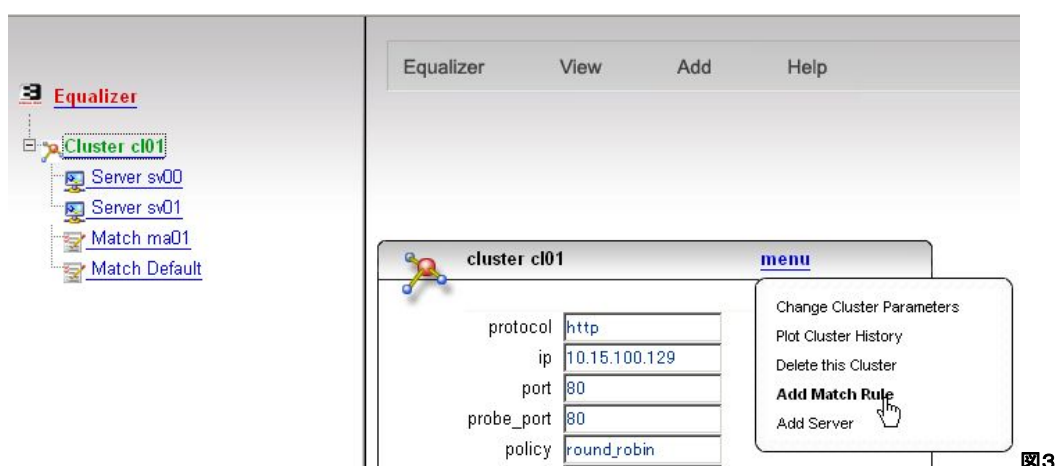 Equalizer View Add Help
Equalizer
Cluster cl01
Server sv00
Server sv01
Match ma01
Match Default
cluster cl01 menu
protocol http
ip 10.15.100.129
port 80
probe_port 80
policy round_robin
Change Cluster Parameters
Plot Cluster History
Delete this Cluster
Add Match Rule
Add Server
図3